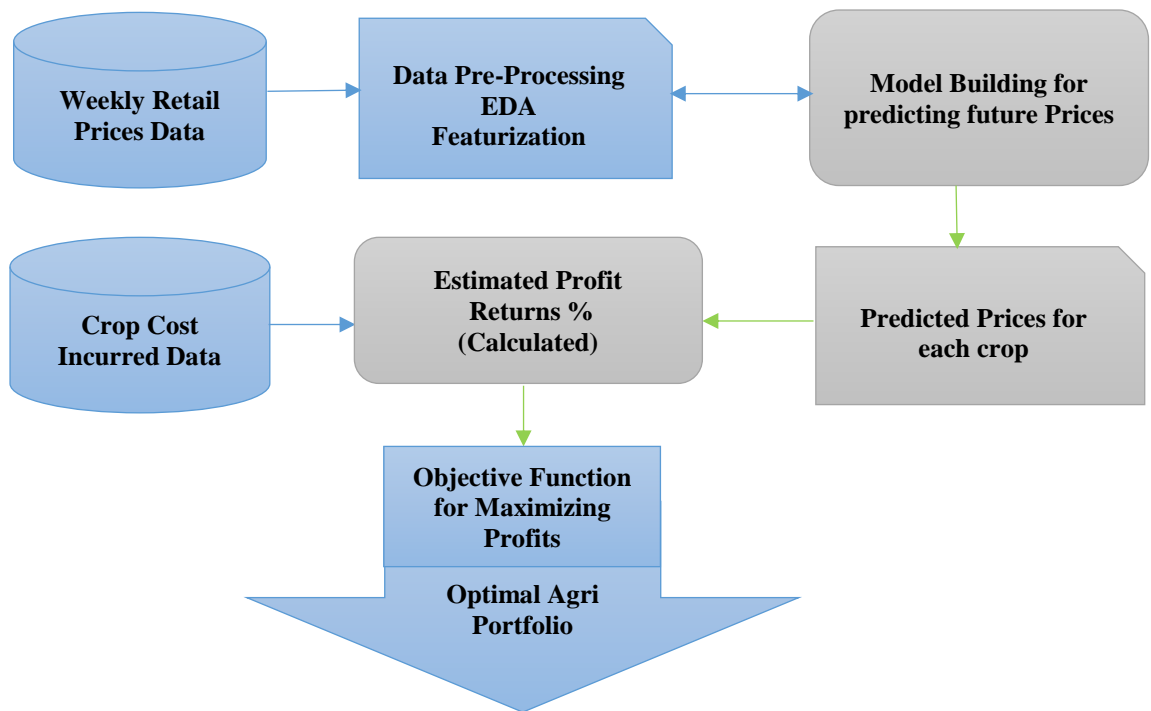 Weekly Retail
Prices Data
Data Pre-Processing
EDA
Featurization
Model Building for
predicting future Prices
Crop Cost
Incurred Data
Estimated Profit
Returns %
(Calculated)
Predicted Prices for
each crop
Objective Function
for Maximizing
Profits
Optimal Agri
Portfolio